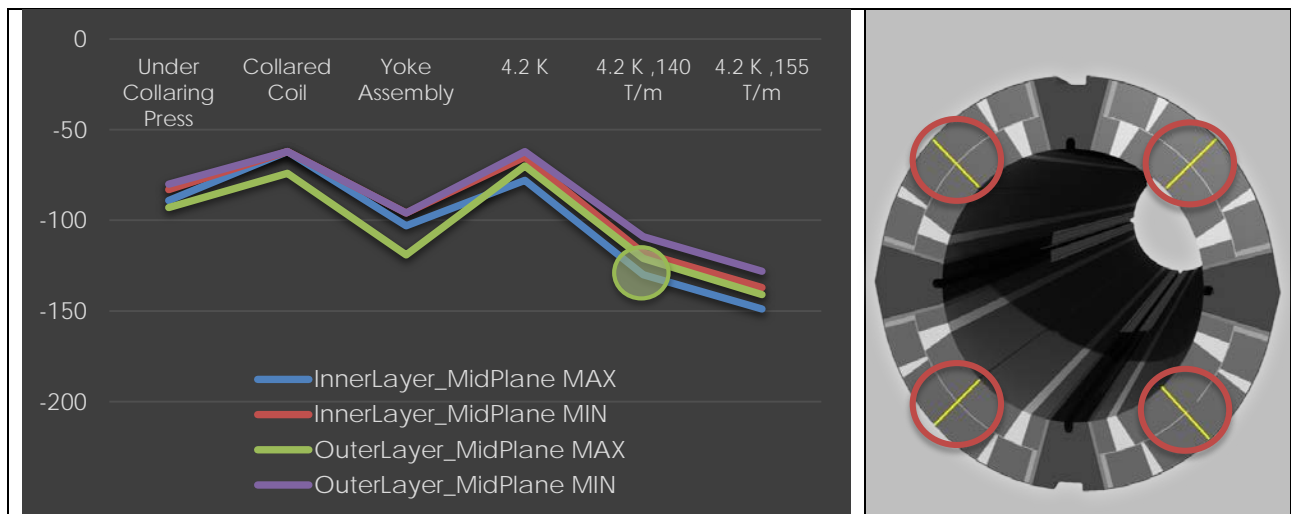 0
Under
Collaring
Press
Collared
Coil
Yoke
Assembly
4.2 K
4.2 K ,140
T/m
4.2 K ,155
T/m
-50
-100
-150
-200
InnerLayer_MidPlane MAX
InnerLayer_MidPlane MIN
OuterLayer_MidPlane MAX
OuterLayer_MidPlane MIN